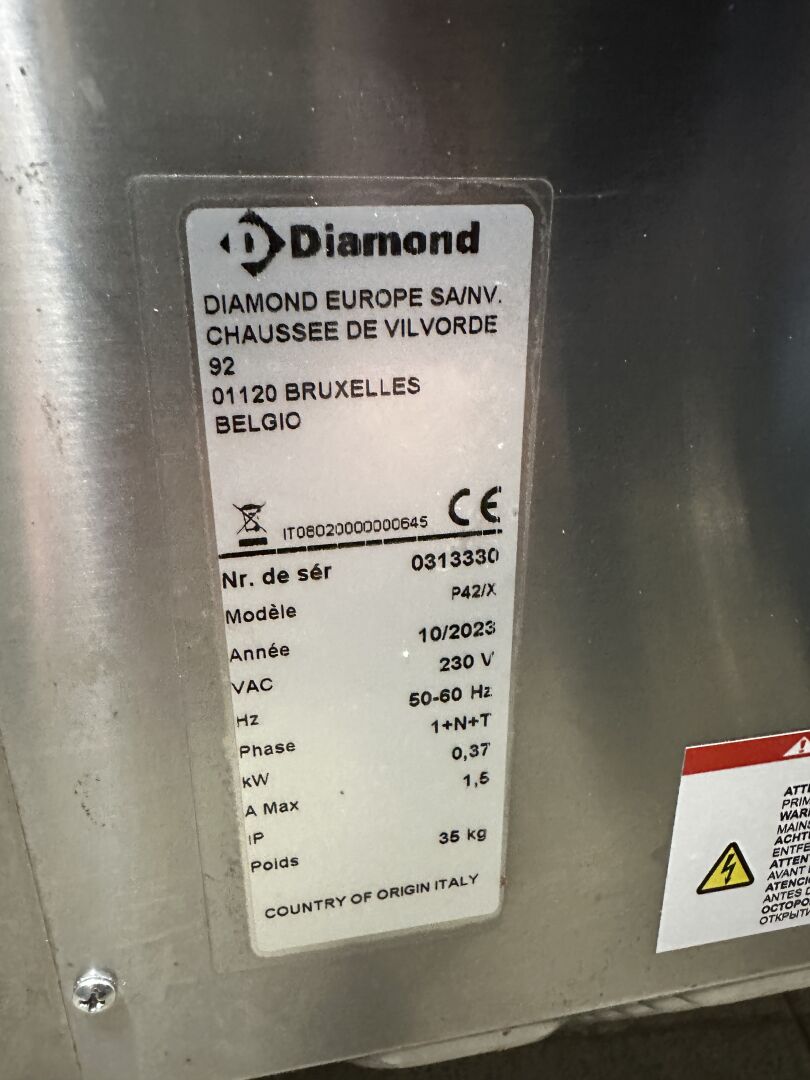 Diamond
DIAMOND EUROPE SA/NV.
CHAUSSEE DE VILVORDE
92
01120 BRUXELLES
BELGIO
IT08020000000645 CE
Nr. de sér 0313330
Modèle P42/X
Année 10/2023
VAC 230 V
Hz 50-60 Hz
Phase 1+N+T
kW 0,37
A Max 1,5
IP
Poids 35 kg
COUNTRY OF ORIGIN ITALY